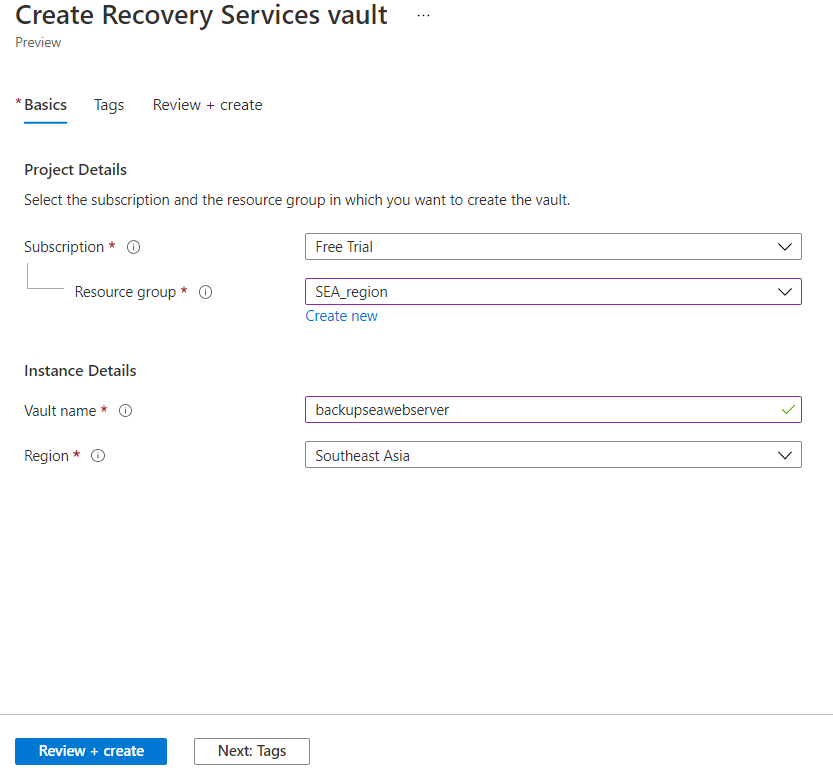 Create Recovery Services vault ...
Preview
* Basics Tags Review + create
Project Details
Select the subscription and the resource group in which you want to create the vault.
Subscription * Free Trial
Resource group * SEA_region
Create new
Instance Details
Vault name * backupseawebserver
Region * Southeast Asia
Review + create Next: Tags